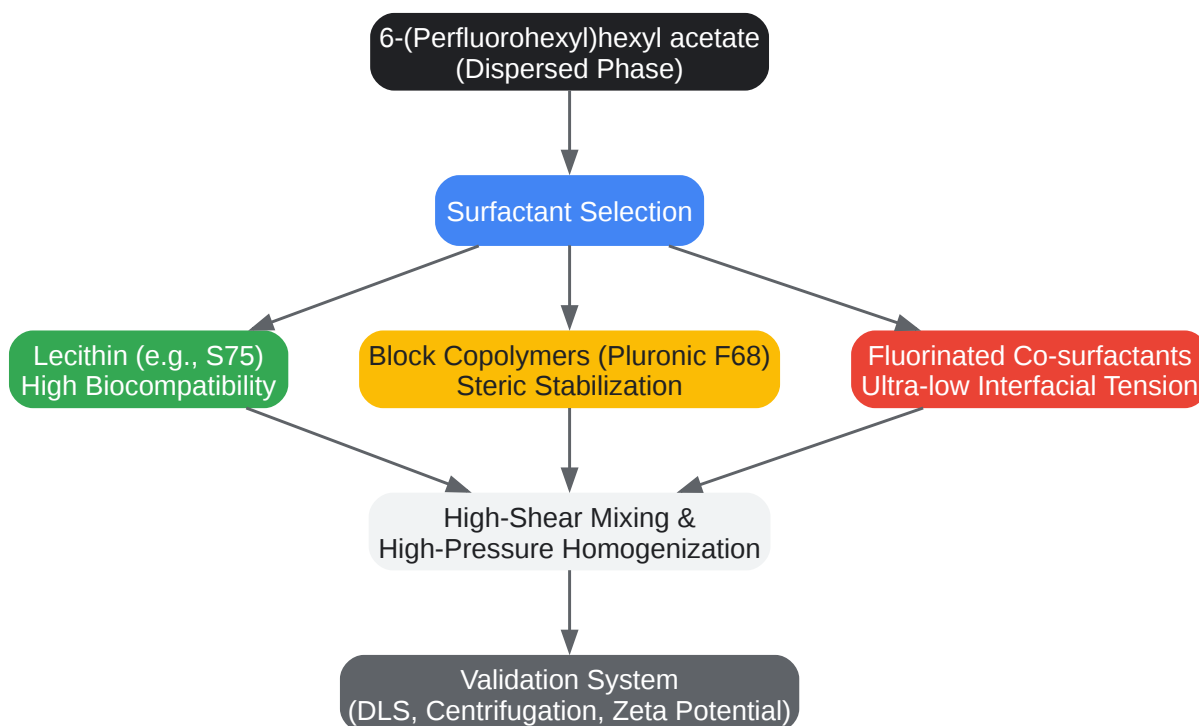 6-(Perfluorohexyl)hexyl acetate
(Dispersed Phase)
Surfactant Selection
Lecithin (e.g., S75)
High Biocompatibility
Block Copolymers (Pluronic F68)
Steric Stabilization
Fluorinated Co-surfactants
Ultra-low Interfacial Tension
High-Shear Mixing &
High-Pressure Homogenization
Validation System
(DLS, Centrifugation, Zeta Potential)